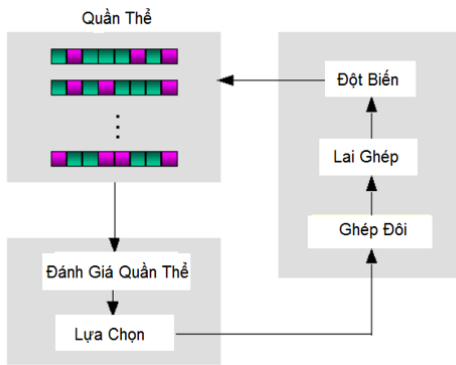 Quần Thể
Đánh Giá Quần Thể
Lựa Chọn
Ghép Đôi
Lai Ghép
Đột Biến